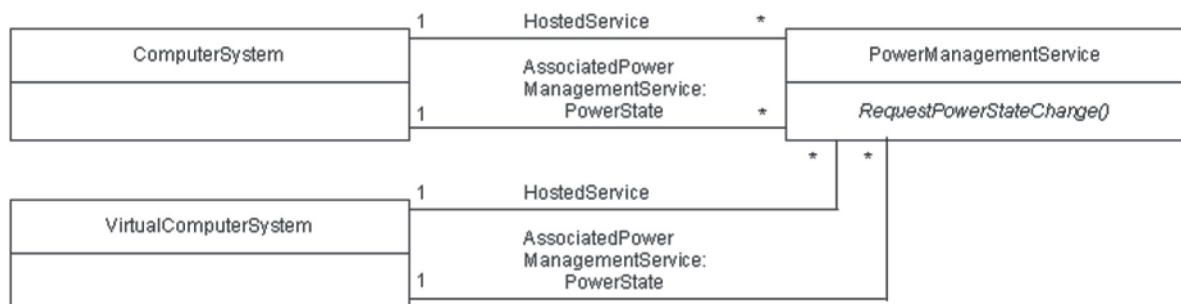 1 HostedService *
ComputerSystem
PowerManagementService
AssociatedPower
ManagementService:
1 PowerState *
RequestPowerStateChange()
* *
1 HostedService
VirtualComputerSystem
AssociatedPower
ManagementService:
1 PowerState